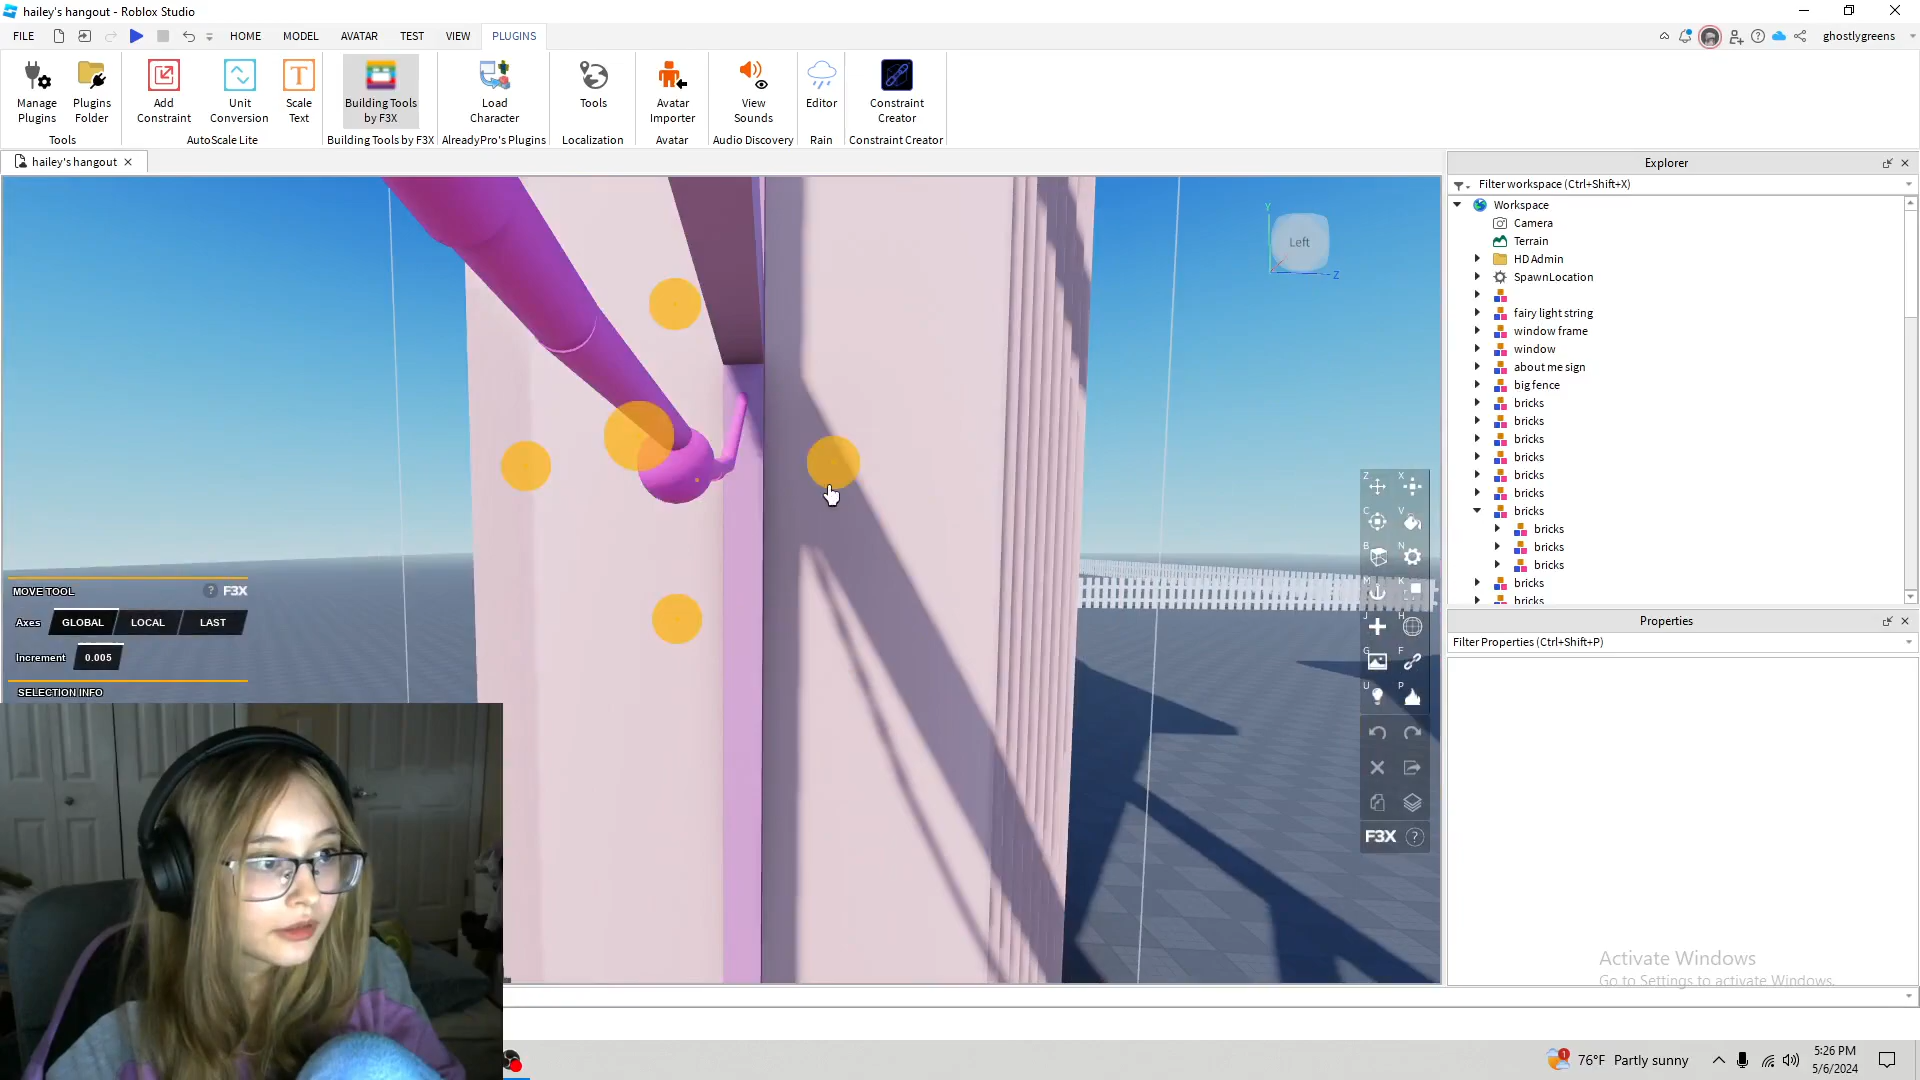 hailey's hangout - Roblox Studio
FILE HOME MODEL AVATAR TEST VIEW PLUGINS ghostlygreens
Manage Plugins
Plugins Folder
Tools
Add Constraint
Unit Conversion
Scale Text
AutoScale Lite
Building Tools by F3X
Building Tools by F3X
Load Character
AlreadyPro's Plugins
Tools
Localization
Avatar Importer
Avatar
View Sounds
Audio Discovery
Editor
Rain
Constraint Creator
Constraint Creator
hailey's hangout
Left
Y
Z
Explorer
Filter workspace (Ctrl+Shift+X)
Workspace
Camera
Terrain
HD Admin
SpawnLocation
fairy light string
window frame
window
about me sign
big fence
bricks
bricks
bricks
bricks
bricks
bricks
bricks
bricks
bricks
bricks
bricks
bricks
Properties
Filter Properties (Ctrl+Shift+P)
MOVE TOOL ? F3X
Axes GLOBAL LOCAL LAST
Increment 0.005
SELECTION INFO
Z X
C V
B N
M K
J H
G F
U P
F3X ?
Activate Windows
Go to Settings to activate Windows.
1 76°F Partly sunny
5:26 PM
5/6/2024